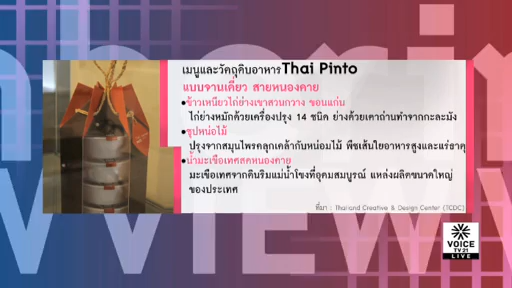 เมนูและวัตถุดิบอาหารThai Pinto
แบบจานเดียว สายหนองคาย
•ข้าวเหนียวไก่ย่างเขาสวนกวาง ขอนแก่น
ไก่ย่างหมักด้วยเครื่องปรุง 14 ชนิด ย่างด้วยเตาถ่านทำจากกะละมัง
•ซุปหน่อไม้
ปรุงจากสมุนไพรคลุกเคล้ากับหน่อไม้ พืชเส้นใยอาหารสูงและแร่ธาตุ
•น้ำมะเขือเทศสดหนองคาย
มะเขือเทศจากดินริมแม่น้ำโขงที่อุดมสมบูรณ์ แหล่งผลิตขนาดใหญ่
ของประเทศ
ที่มา : Thailand Creative & Design Center (TCDC)
VOICE
TV 21
LIVE
VIEW